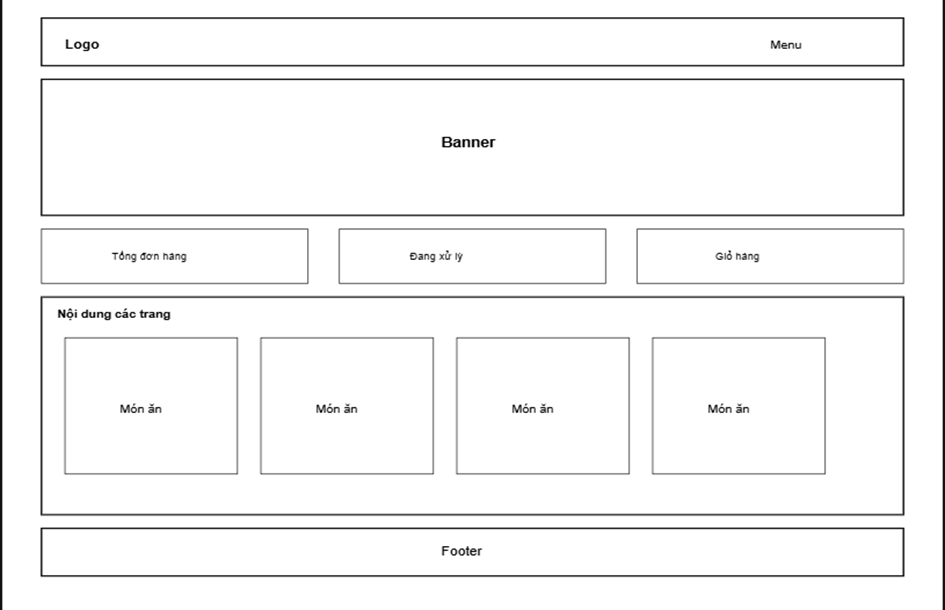 Logo
Menu
Banner
Tổng đơn hàng
Đang xử lý
Giỏ hàng
Nội dung các trang
Món ăn
Món ăn
Món ăn
Món ăn
Footer